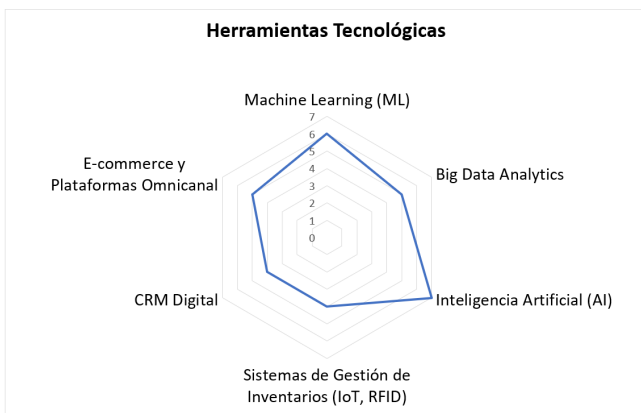 Herramientas Tecnológicas
Machine Learning (ML)
7
6
5
4
3
2
1
0
Big Data Analytics
Inteligencia Artificial (AI)
Sistemas de Gestión de
Inventarios (IoT, RFID)
CRM Digital
E-commerce y
Plataformas Omnicanal